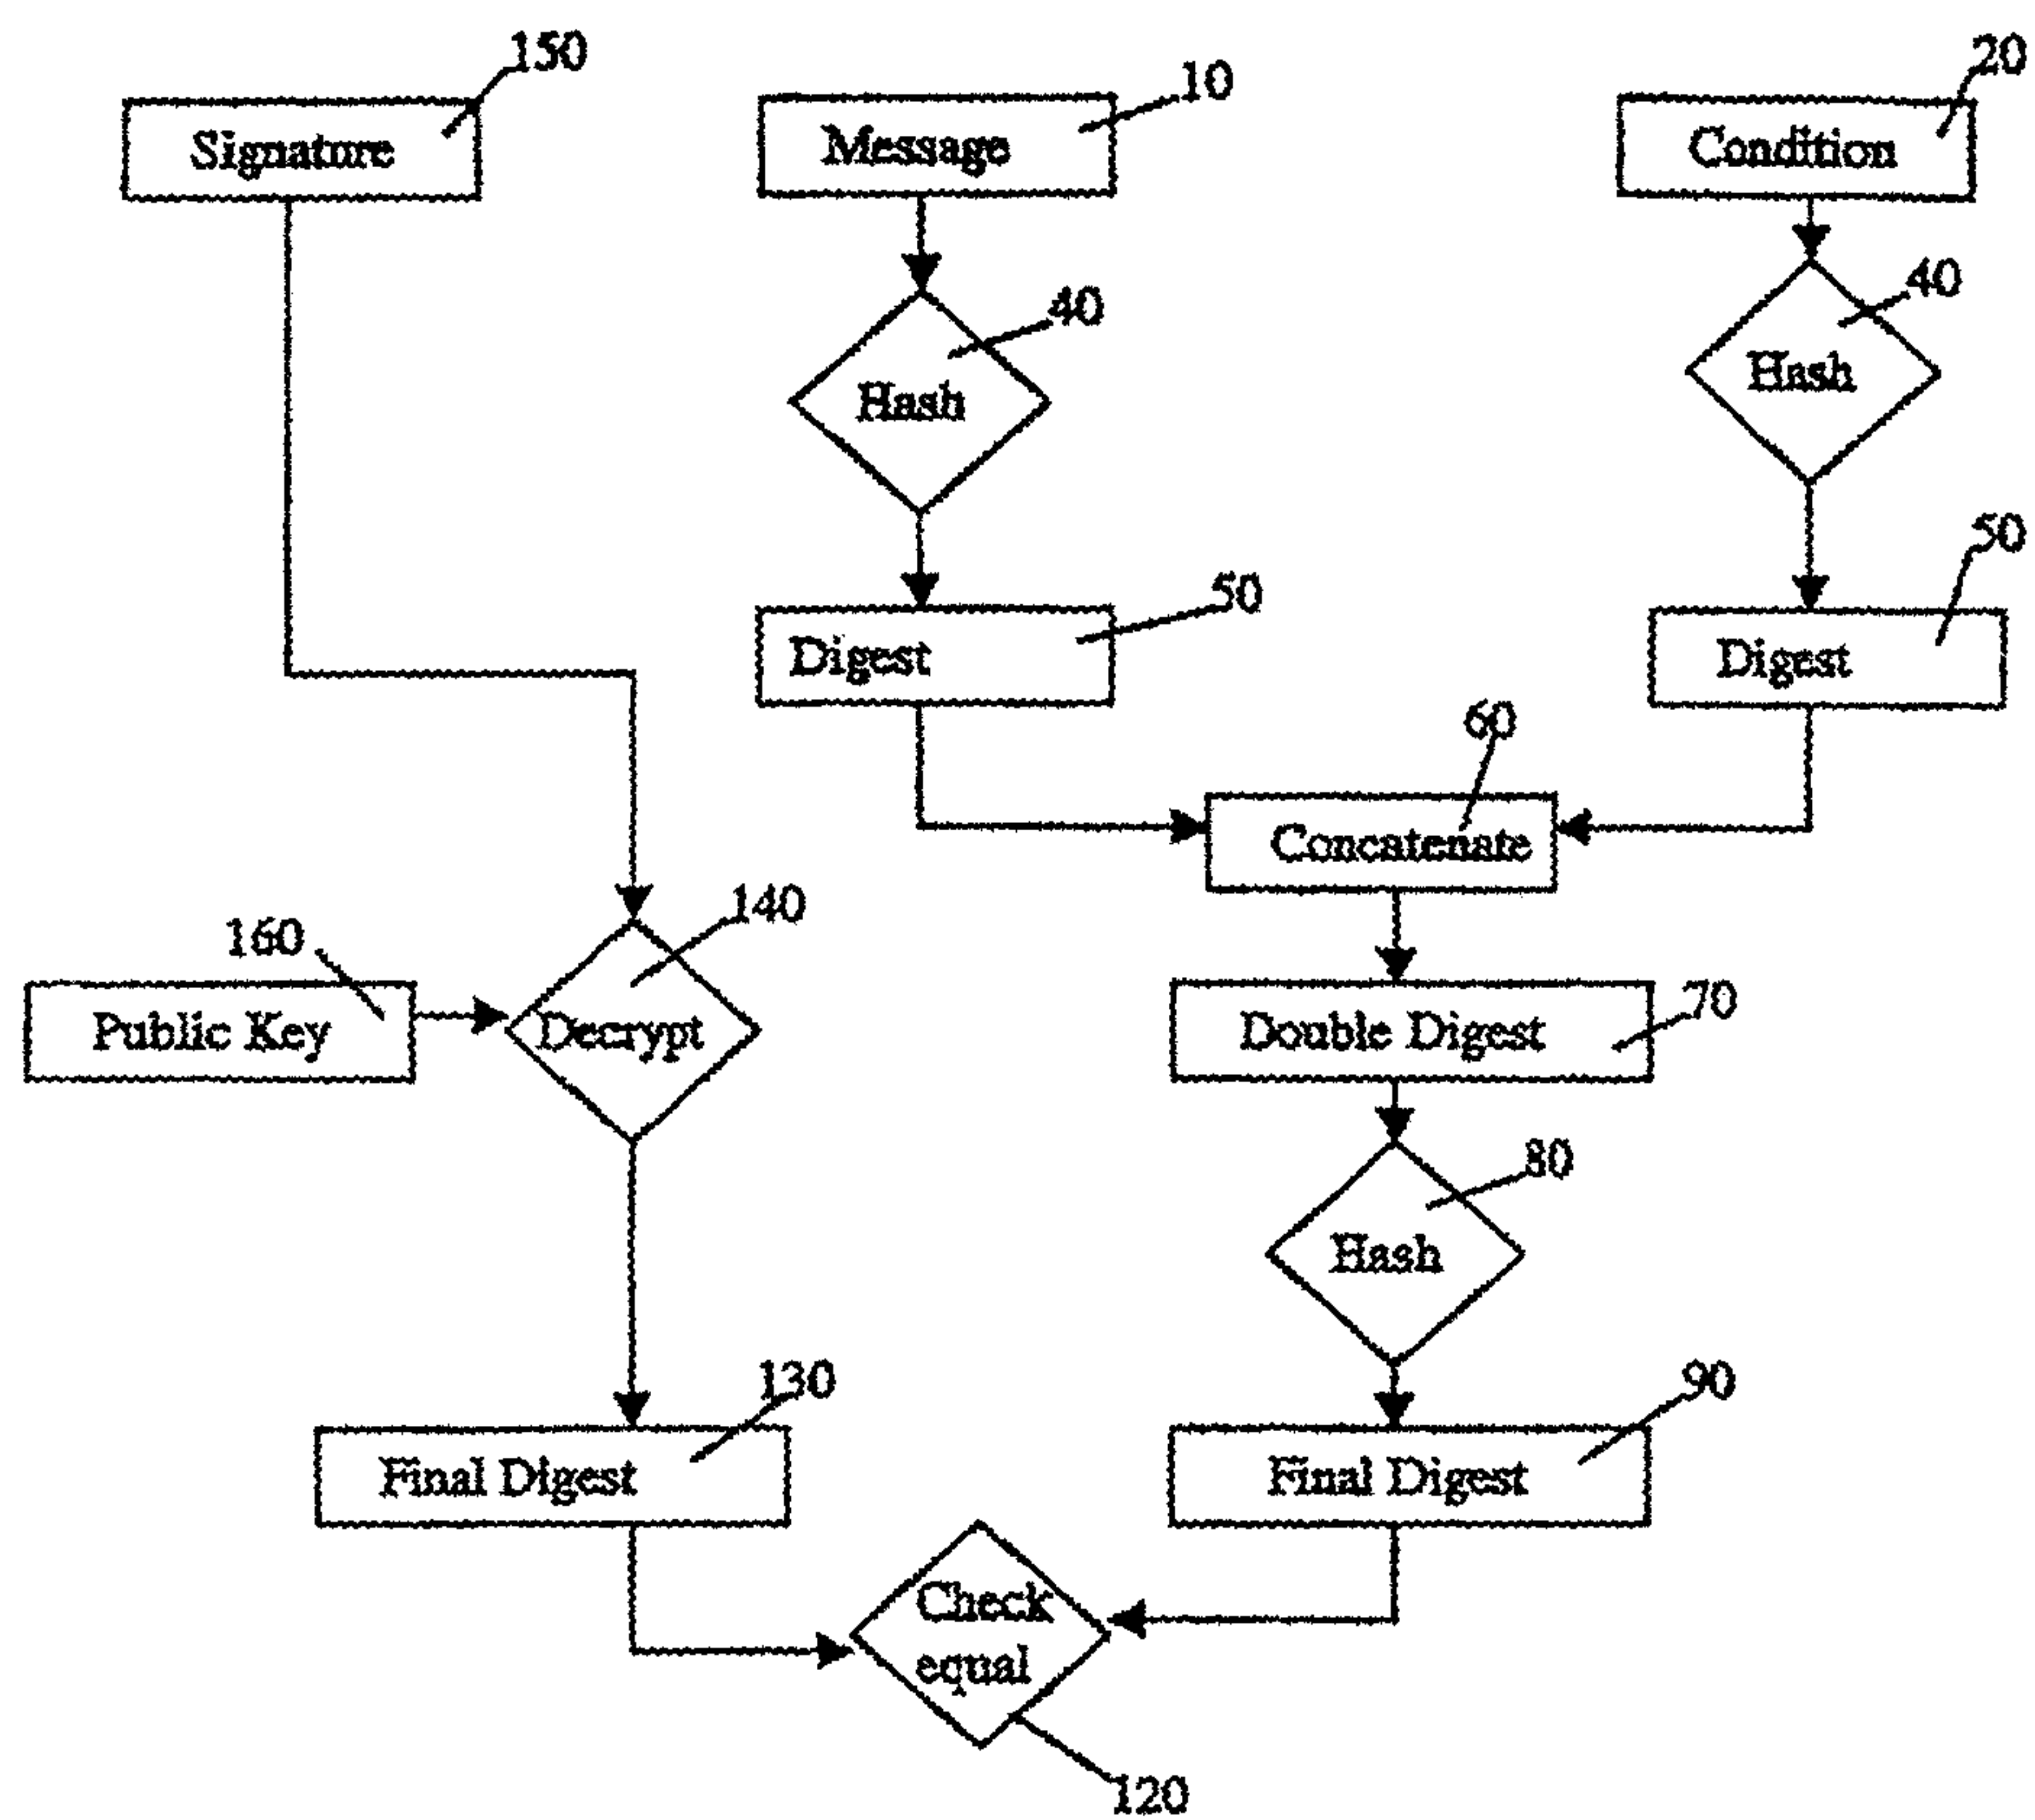 150
10
20
Signature
Message
Condition
40
40
Hash
Hash
50
50
Digest
Digest
60
Concatenate
160
140
Public Key
Decrypt
Double Digest
70
80
Hash
130
90
Final Digest
Final Digest
Check
equal
120